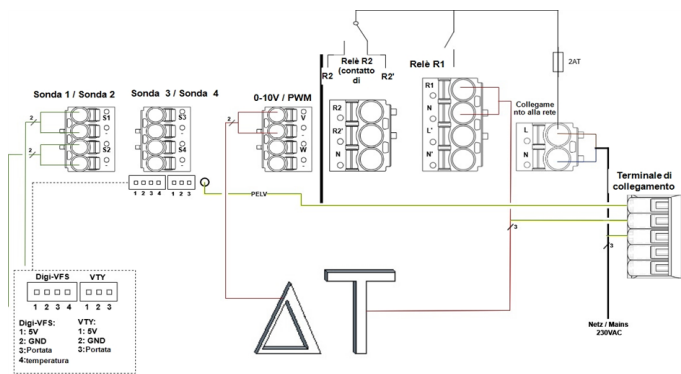 Sonda 1 / Sonda 2
Sonda 3 / Sonda 4
0-10V / PWM
Relè R2
(contatto
di
R2
R2'
Relè R1
2AT
Collegame
nto alla rete
S1
-
S2
-
S3
-
S4
-
V
-
W
-
R2
R2'
N
R1
N
L'
N'
L
N
2
2
2
1 2 3 4
1 2 3
PELV
3
3
Terminale di
collegamento
Digi-VFS
VTY
1 2 3 4
1 2 3
Digi-VFS:
1: 5V
2: GND
3:Portata
4:temperatura
VTY:
1: 5V
2: GND
3:Portata
Δ T
Netz / Mains
230VAC